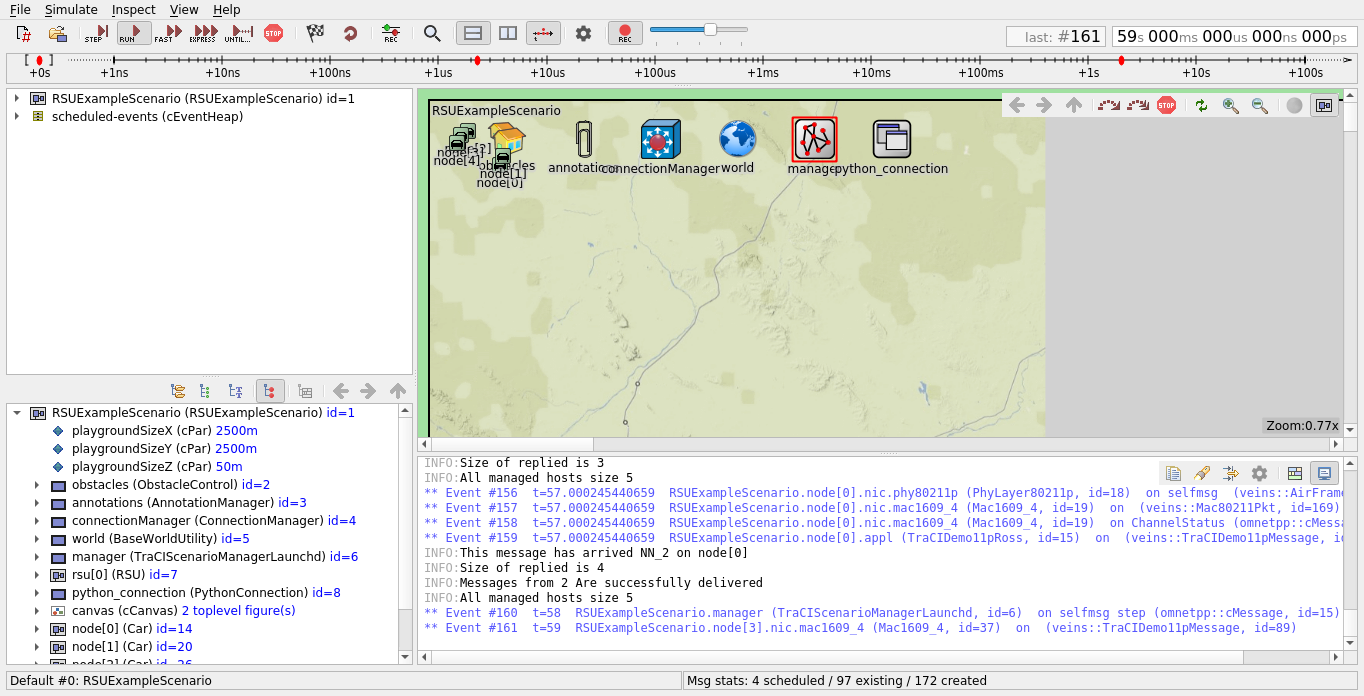 File Simulate Inspect View Help
STEP RUN FAST EXPRESS UNTIL... STOP REC REC
last: #161 59s 000ms 000us 000ns 000ps
+0s +1ns +10ns +100ns +1us +10us +100us +1ms +10ms +100ms +1s +10s +100s
RSUExampleScenario (RSUExampleScenario) id=1
scheduled-events (cEventHeap)
RSUExampleScenario (RSUExampleScenario) id=1
playgroundSizeX (cPar) 2500m
playgroundSizeY (cPar) 2500m
playgroundSizeZ (cPar) 50m
obstacles (ObstacleControl) id=2
annotations (AnnotationManager) id=3
connectionManager (ConnectionManager) id=4
world (BaseWorldUtility) id=5
manager (TraCIScenarioManagerLaunchd) id=6
rsu[0] (RSU) id=7
python_connection (PythonConnection) id=8
canvas (cCanvas) 2 toplevel figure(s)
node[0] (Car) id=14
node[1] (Car) id=20
node[2] (Car) id=26
RSUExampleScenario
STOP
node[4]
node[1]
node[0]
connectionManager
world
python_connection
Zoom:0.77x
INFO:Size of replied is 3
INFO:All managed hosts size 5
** Event #156 t=57.000245440659 RSUExampleScenario.node[0].nic.phy80211p (PhyLayer80211p, id=18) on selfmsg (veins::AirFrame
** Event #157 t=57.000245440659 RSUExampleScenario.node[0].nic.mac1609_4 (Mac1609_4, id=19) on (veins::Mac80211Pkt, id=169)
** Event #158 t=57.000245440659 RSUExampleScenario.node[0].nic.mac1609_4 (Mac1609_4, id=19) on ChannelStatus (omnetpp::cMessa
** Event #159 t=57.000245440659 RSUExampleScenario.node[0].appl (TraCIDemo11pRoss, id=15) on (veins::TraCIDemo11pMessage, id
INFO:This message has arrived NN_2 on node[0]
INFO:Size of replied is 4
INFO:Messages from 2 Are successfully delivered
INFO:All managed hosts size 5
** Event #160 t=58 RSUExampleScenario.manager (TraCIScenarioManagerLaunchd, id=6) on selfmsg step (omnetpp::cMessage, id=15)
** Event #161 t=59 RSUExampleScenario.node[3].nic.mac1609_4 (Mac1609_4, id=37) on (veins::TraCIDemo11pMessage, id=89)
Default #0: RSUExampleScenario
Msg stats: 4 scheduled / 97 existing / 172 created